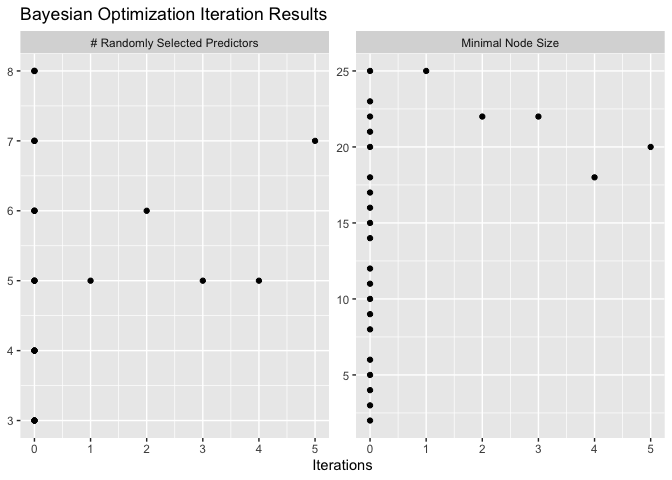 Bayesian Optimization Iteration Results
# Randomly Selected Predictors
Minimal Node Size
8
7
6
5
4
3
25
20
15
10
5
0 1 2 3 4 5
0 1 2 3 4 5
Iterations